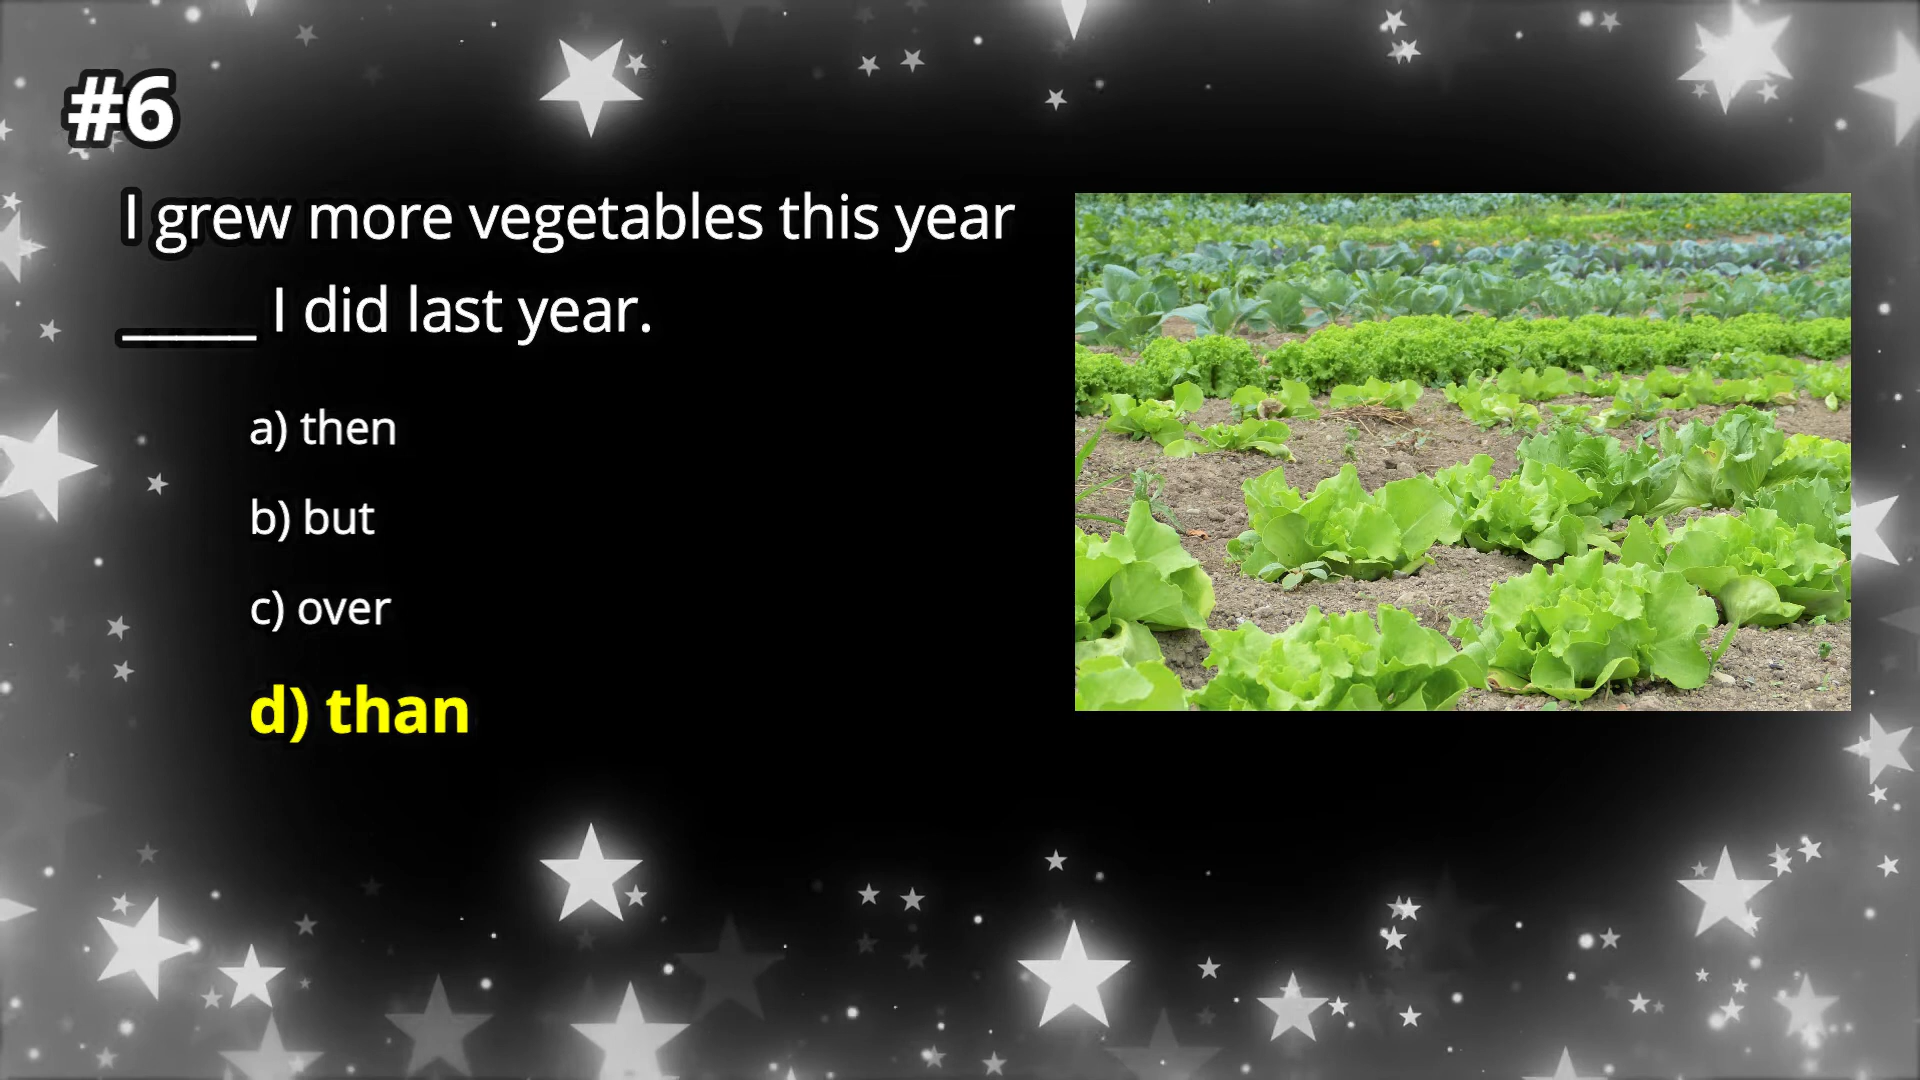 #6
I grew more vegetables this year
_____ I did last year.
a) then
b) but
c) over
d) than